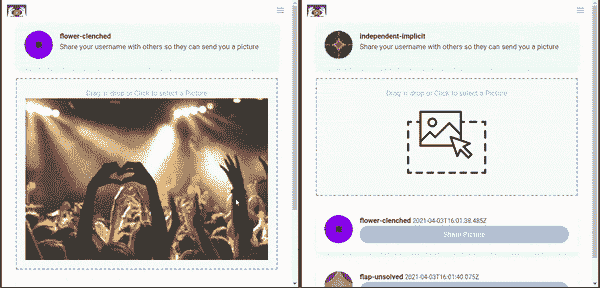 flower-clenched
Share your username with others so they can send you a picture
Drag n drop or Click to select a Picture
independent-implicit
Share your username with others so they can send you a picture
Drag n drop or Click to select a Picture
flower-clenched 2021-04-03T16:01:38.485Z
Share Picture
flap-unsolved 2021-04-03T16:01:40.075Z